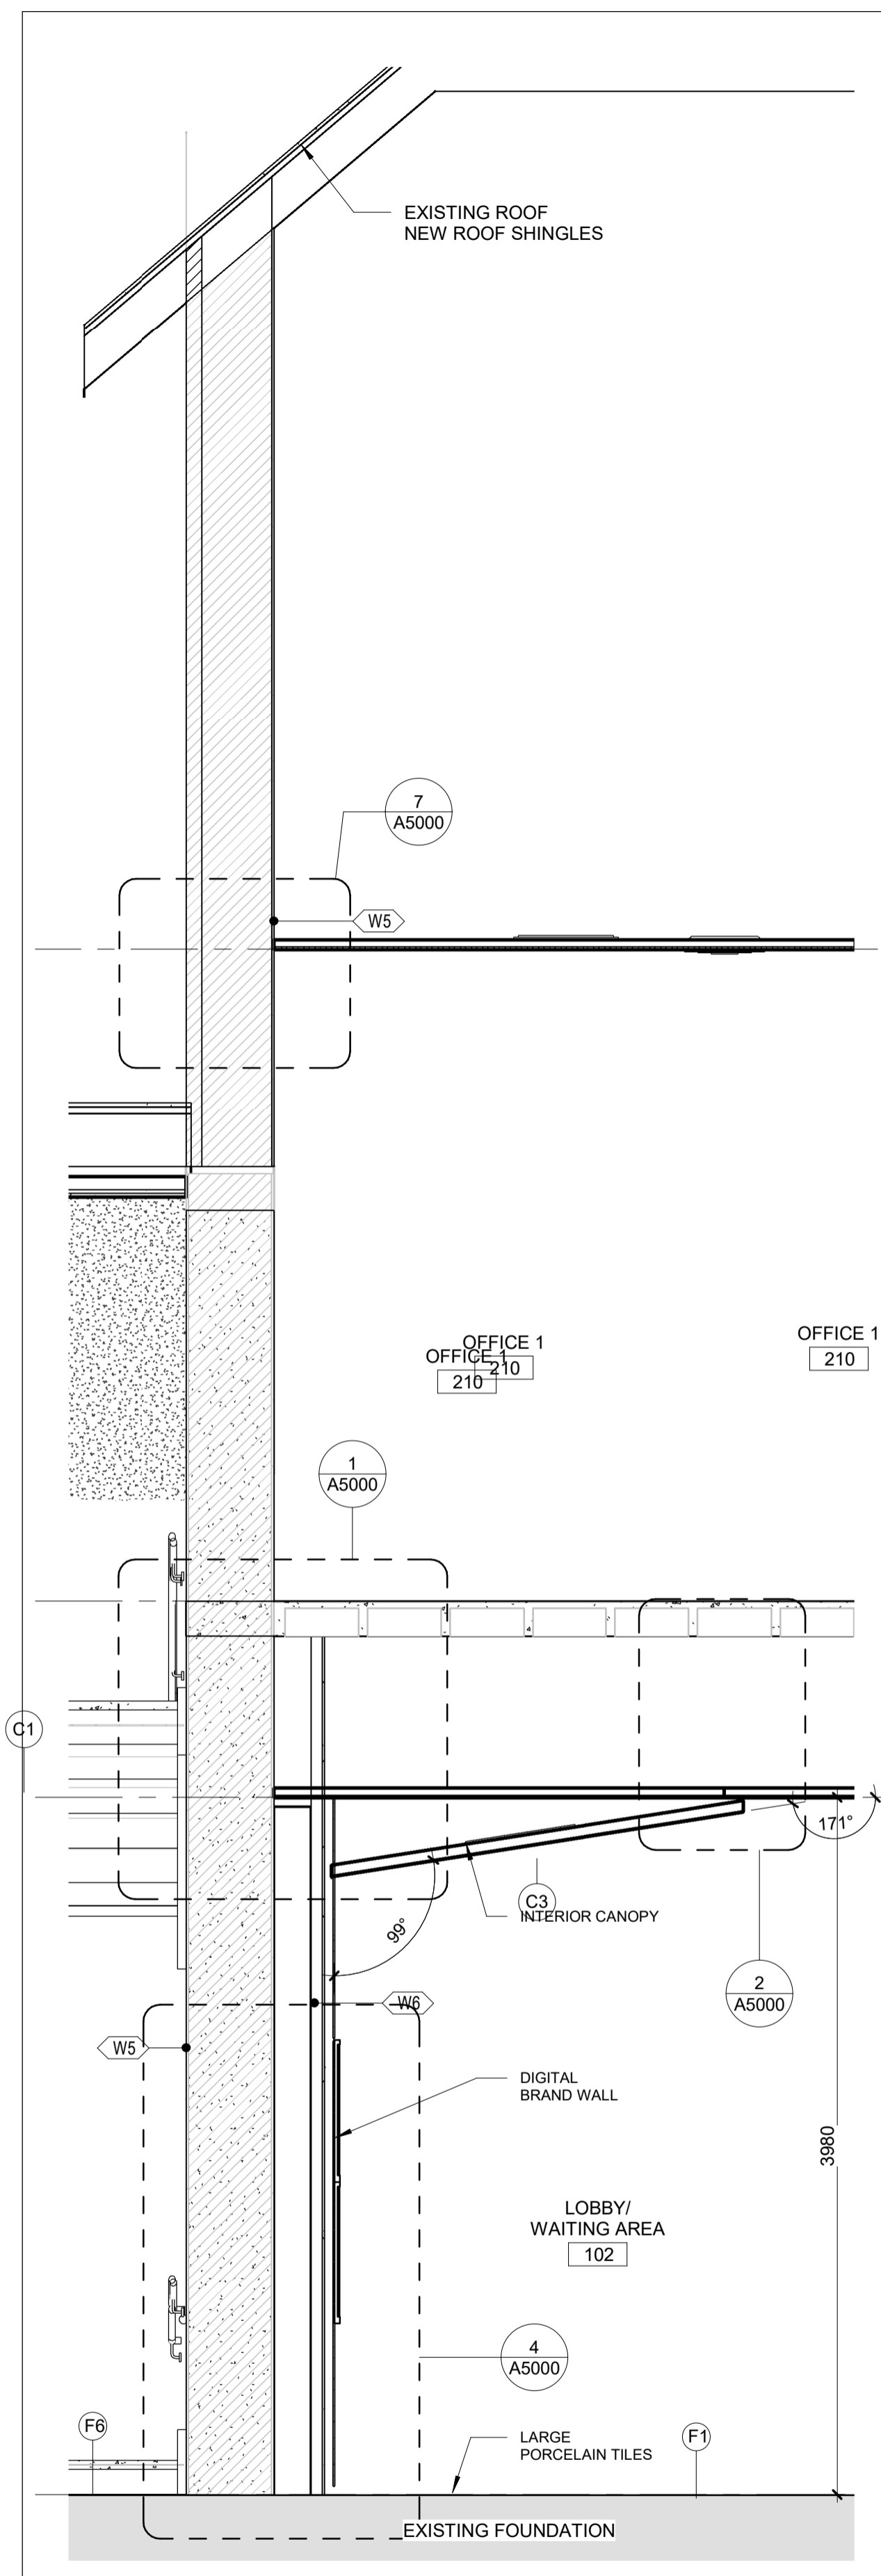 EXISTING ROOF
NEW ROOF SHINGLES
7
A5000
W5
OFFICE 1
210
OFFICE 1
210
OFFICE 1
210
1
A5000
C1
171°
C3
INTERIOR CANOPY
99°
2
A5000
W6
W5
DIGITAL
BRAND WALL
3980
LOBBY/
WAITING AREA
102
4
A5000
F6
F1
LARGE
PORCELAIN TILES
EXISTING FOUNDATION